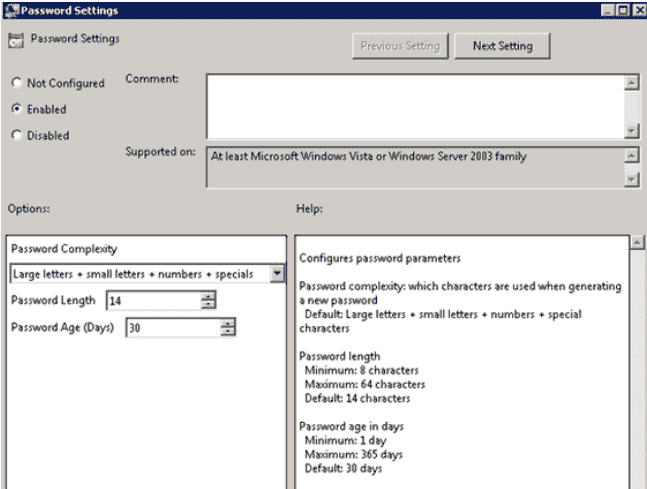 Password Settings
Password Settings
Previous Setting
Next Setting
Not Configured
Comment:
Enabled
Disabled
Supported on:
At least Microsoft Windows Vista or Windows Server 2003 family
Options:
Help:
Password Complexity
Large letters + small letters + numbers + specials
Password Length 14
Password Age (Days) 30
Configures password parameters
Password complexity: which characters are used when generating
a new password
Default: Large letters + small letters + numbers + special
characters
Password length
Minimum: 8 characters
Maximum: 64 characters
Default: 14 characters
Password age in days
Minimum: 1 day
Maximum: 365 days
Default: 30 days